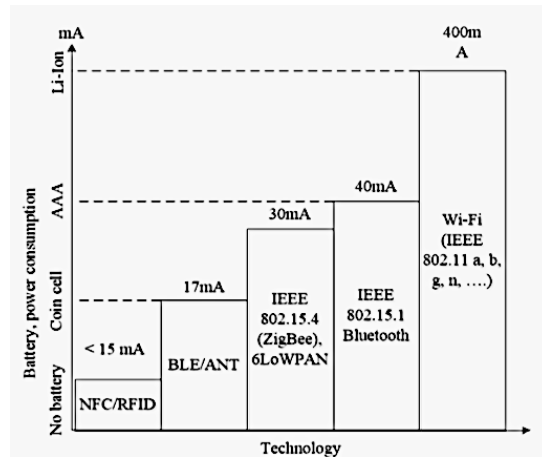 mA
400m
A
Li-Ion
40mA
AAA
30mA
Wi-Fi
(IEEE
802.11 a, b,
g, n, ….)
17mA
Coin cell
IEEE
802.15.4
(ZigBee),
6LoWPAN
IEEE
802.15.1
Bluetooth
< 15 mA
BLE/ANT
No battery
NFC/RFID
Battery, power consumption
Technology